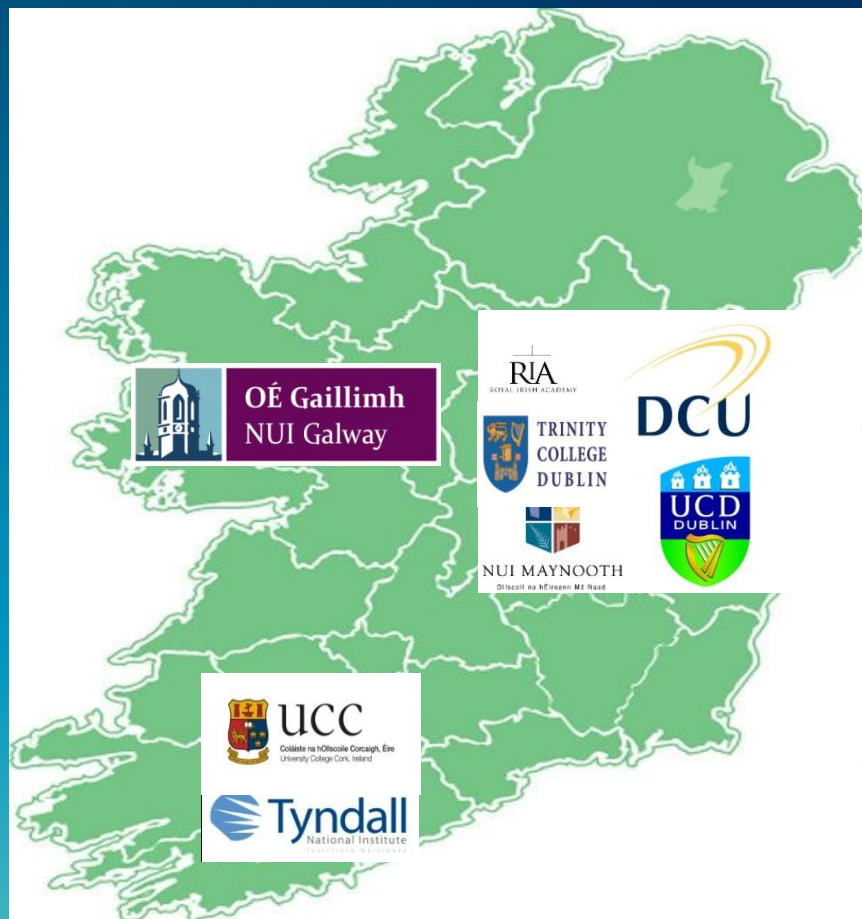 OÉ Gaillimh
NUI Galway
RIA
ROYAL IRISH ACADEMY
DCU
TRINITY
COLLEGE
DUBLIN
UCD
DUBLIN
NUI MAYNOOTH
Ollscoil na hÉireann Má Nuad
UCC
Coláiste na hOllscoile Corcaigh, Éire
University College Cork, Ireland
Tyndall
National Institute